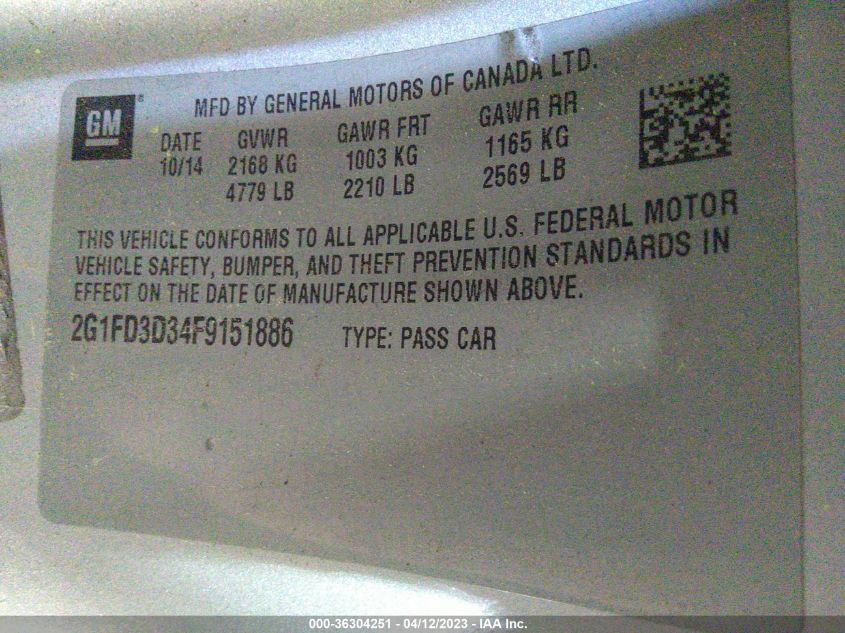 MFD BY GENERAL MOTORS OF CANADA LTD.
GM®
DATE GVWR GAWR FRT GAWR RR
10/14 2168 KG 1003 KG 1165 KG
4779 LB 2210 LB 2569 LB
THIS VEHICLE CONFORMS TO ALL APPLICABLE U.S. FEDERAL MOTOR
VEHICLE SAFETY, BUMPER, AND THEFT PREVENTION STANDARDS IN
EFFECT ON THE DATE OF MANUFACTURE SHOWN ABOVE.
2G1FD3D34F9151886 TYPE: PASS CAR
000-36304251 - 04/12/2023 - IAA Inc.